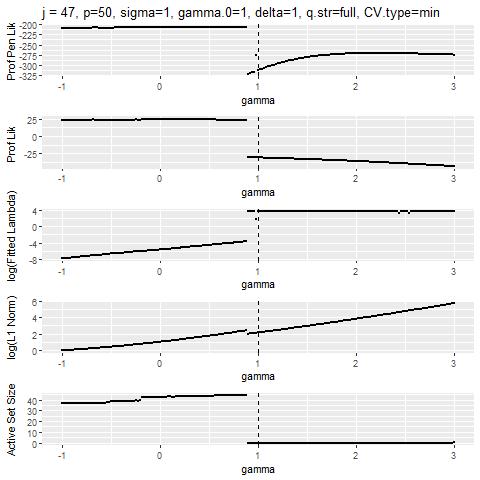 j = 47, p=50, sigma=1, gamma.0=1, delta=1, q.str=full, CV.type=min
Prof Pen Lik
-200
-225
-250
-275
-300
-325
-1 0 1 2 3
gamma
Prof Lik
25
0
-25
-1 0 1 2 3
gamma
log(Fitted Lambda)
4
0
-4
-8
-1 0 1 2 3
gamma
log(L1 Norm)
6
4
2
0
-1 0 1 2 3
gamma
Active Set Size
40
30
20
10
0
-1 0 1 2 3
gamma